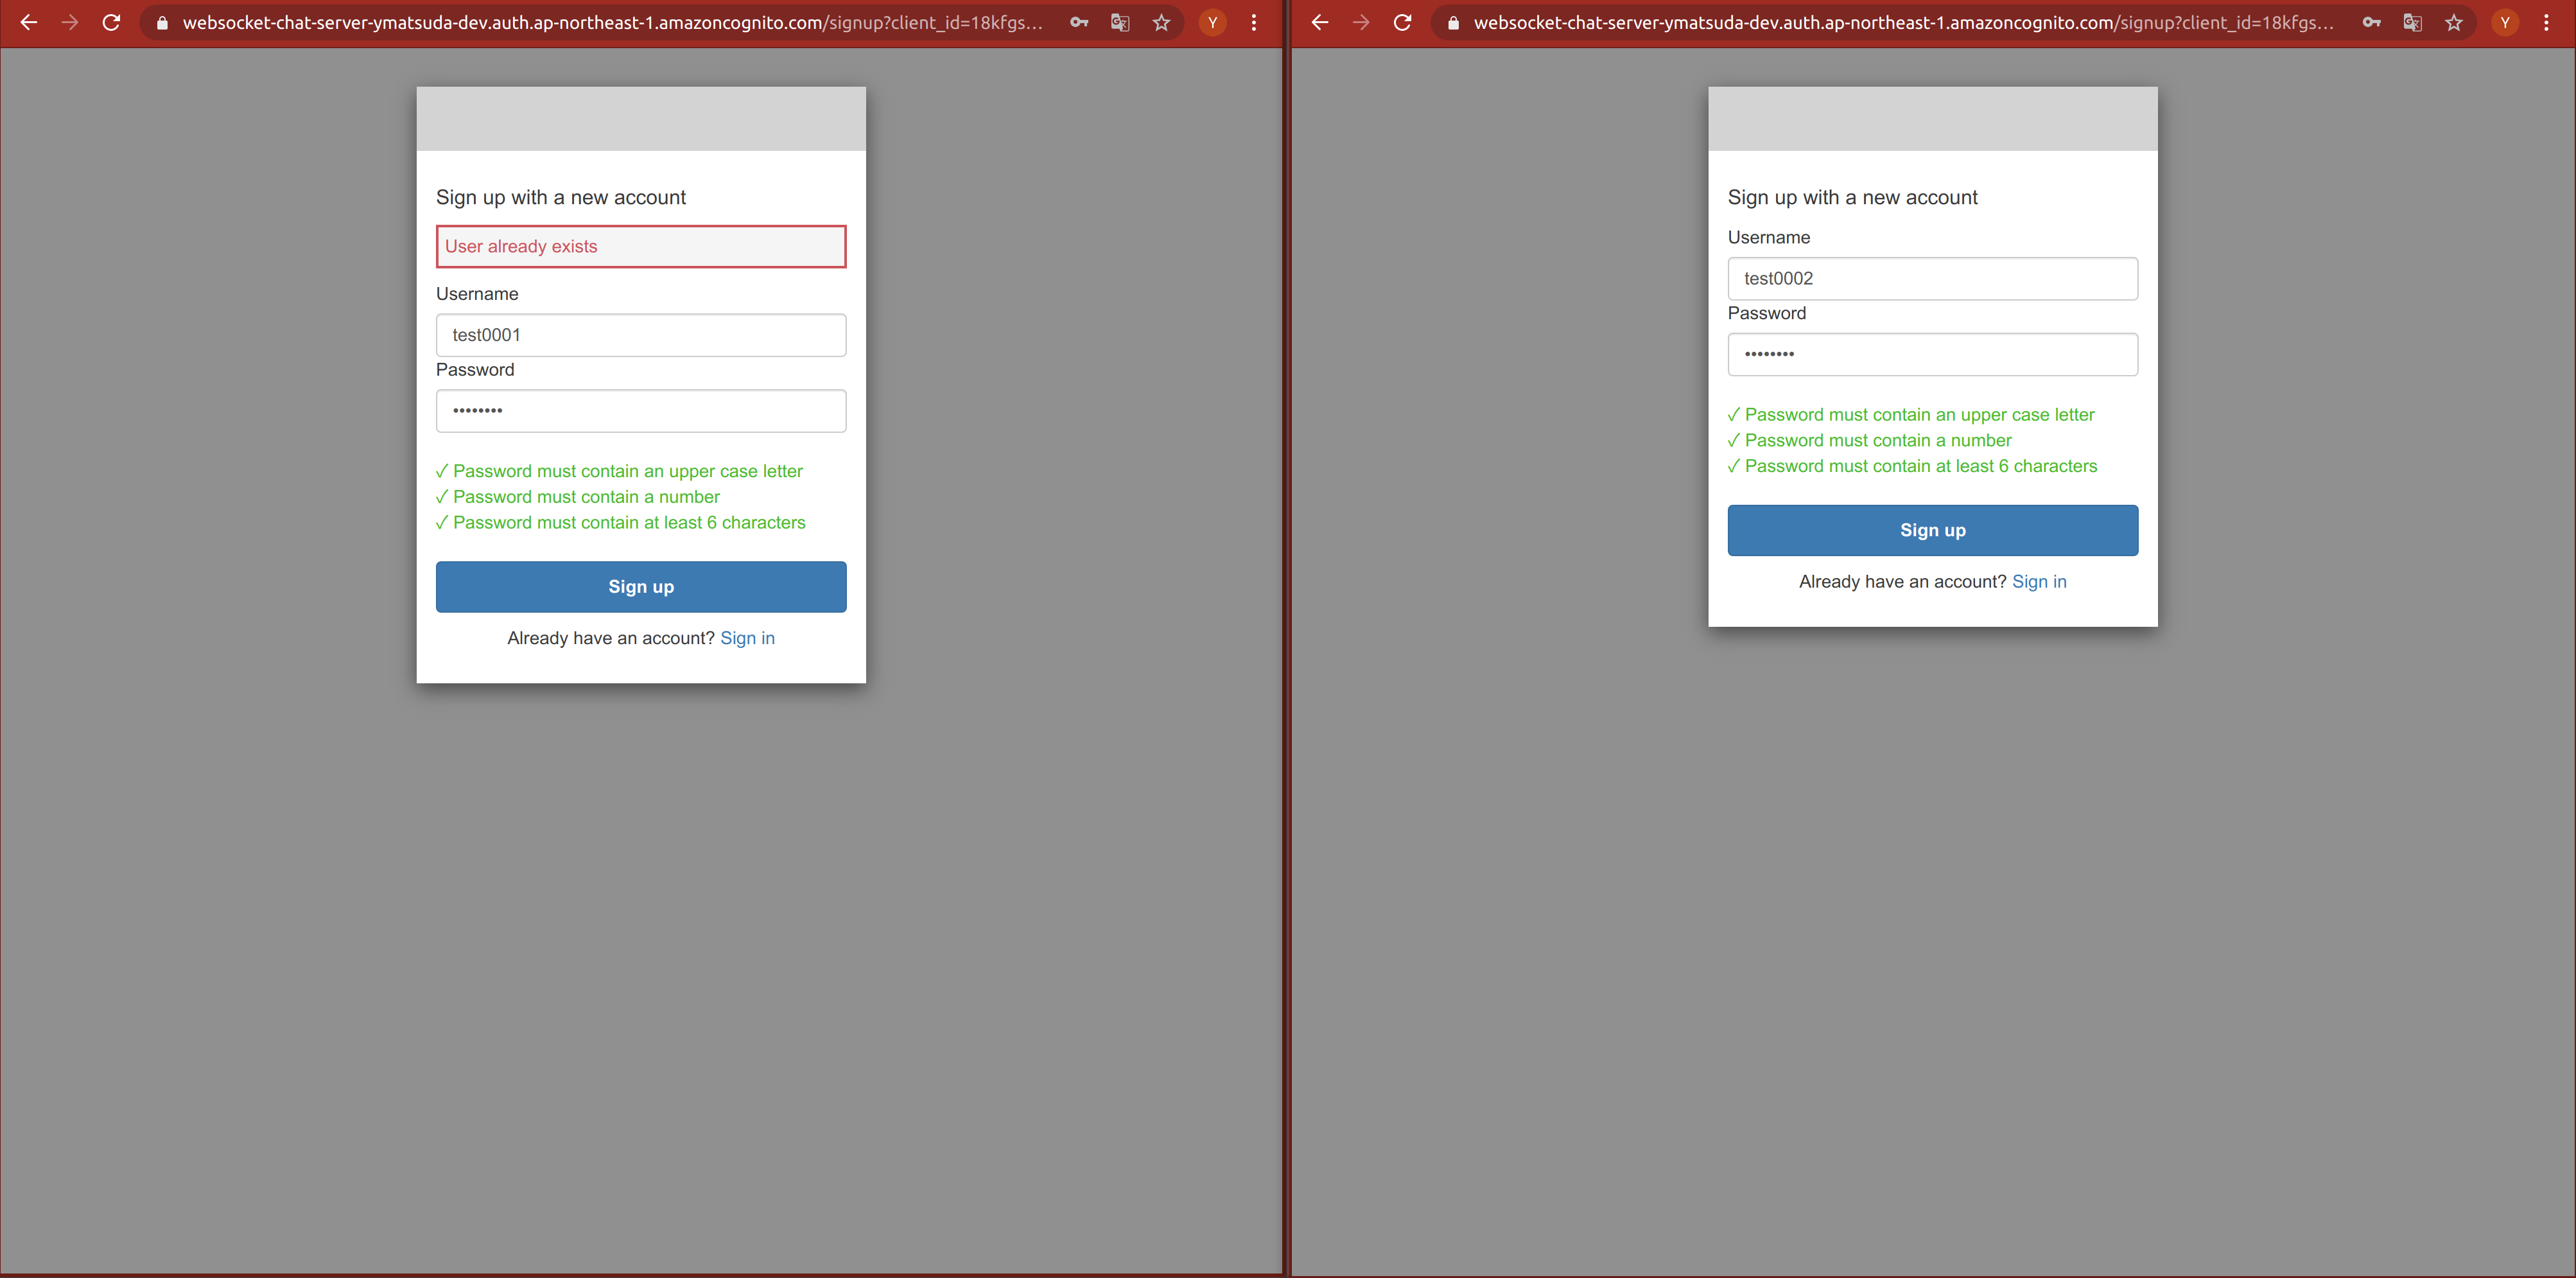 websocket-chat-server-ymatsuda-dev.auth.ap-northeast-1.amazoncognito.com/signup?client_id=18kfgs...
Y
Sign up with a new account
User already exists
Username
test0001
Password
••••••••
✓ Password must contain an upper case letter
✓ Password must contain a number
✓ Password must contain at least 6 characters
Sign up
Already have an account? Sign in
websocket-chat-server-ymatsuda-dev.auth.ap-northeast-1.amazoncognito.com/signup?client_id=18kfgs...
Y
Sign up with a new account
Username
test0002
Password
••••••••
✓ Password must contain an upper case letter
✓ Password must contain a number
✓ Password must contain at least 6 characters
Sign up
Already have an account? Sign in